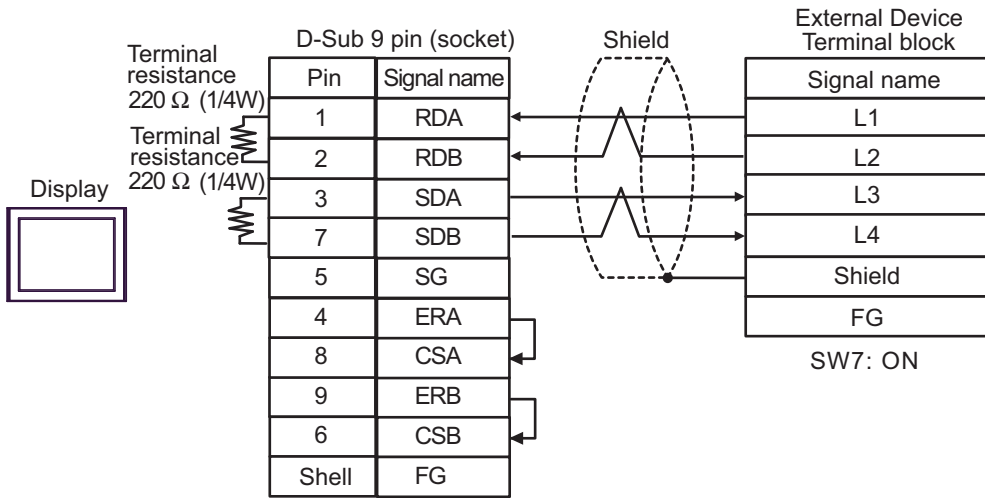 Terminal
resistance
220 Ω (1/4W)
Terminal
resistance
220 Ω (1/4W)
Display
D-Sub 9 pin (socket)
Pin Signal name
1 RDA
2 RDB
3 SDA
7 SDB
5 SG
4 ERA
8 CSA
9 ERB
6 CSB
Shell FG
Shield
External Device
Terminal block
Signal name
L1
L2
L3
L4
Shield
FG
SW7: ON